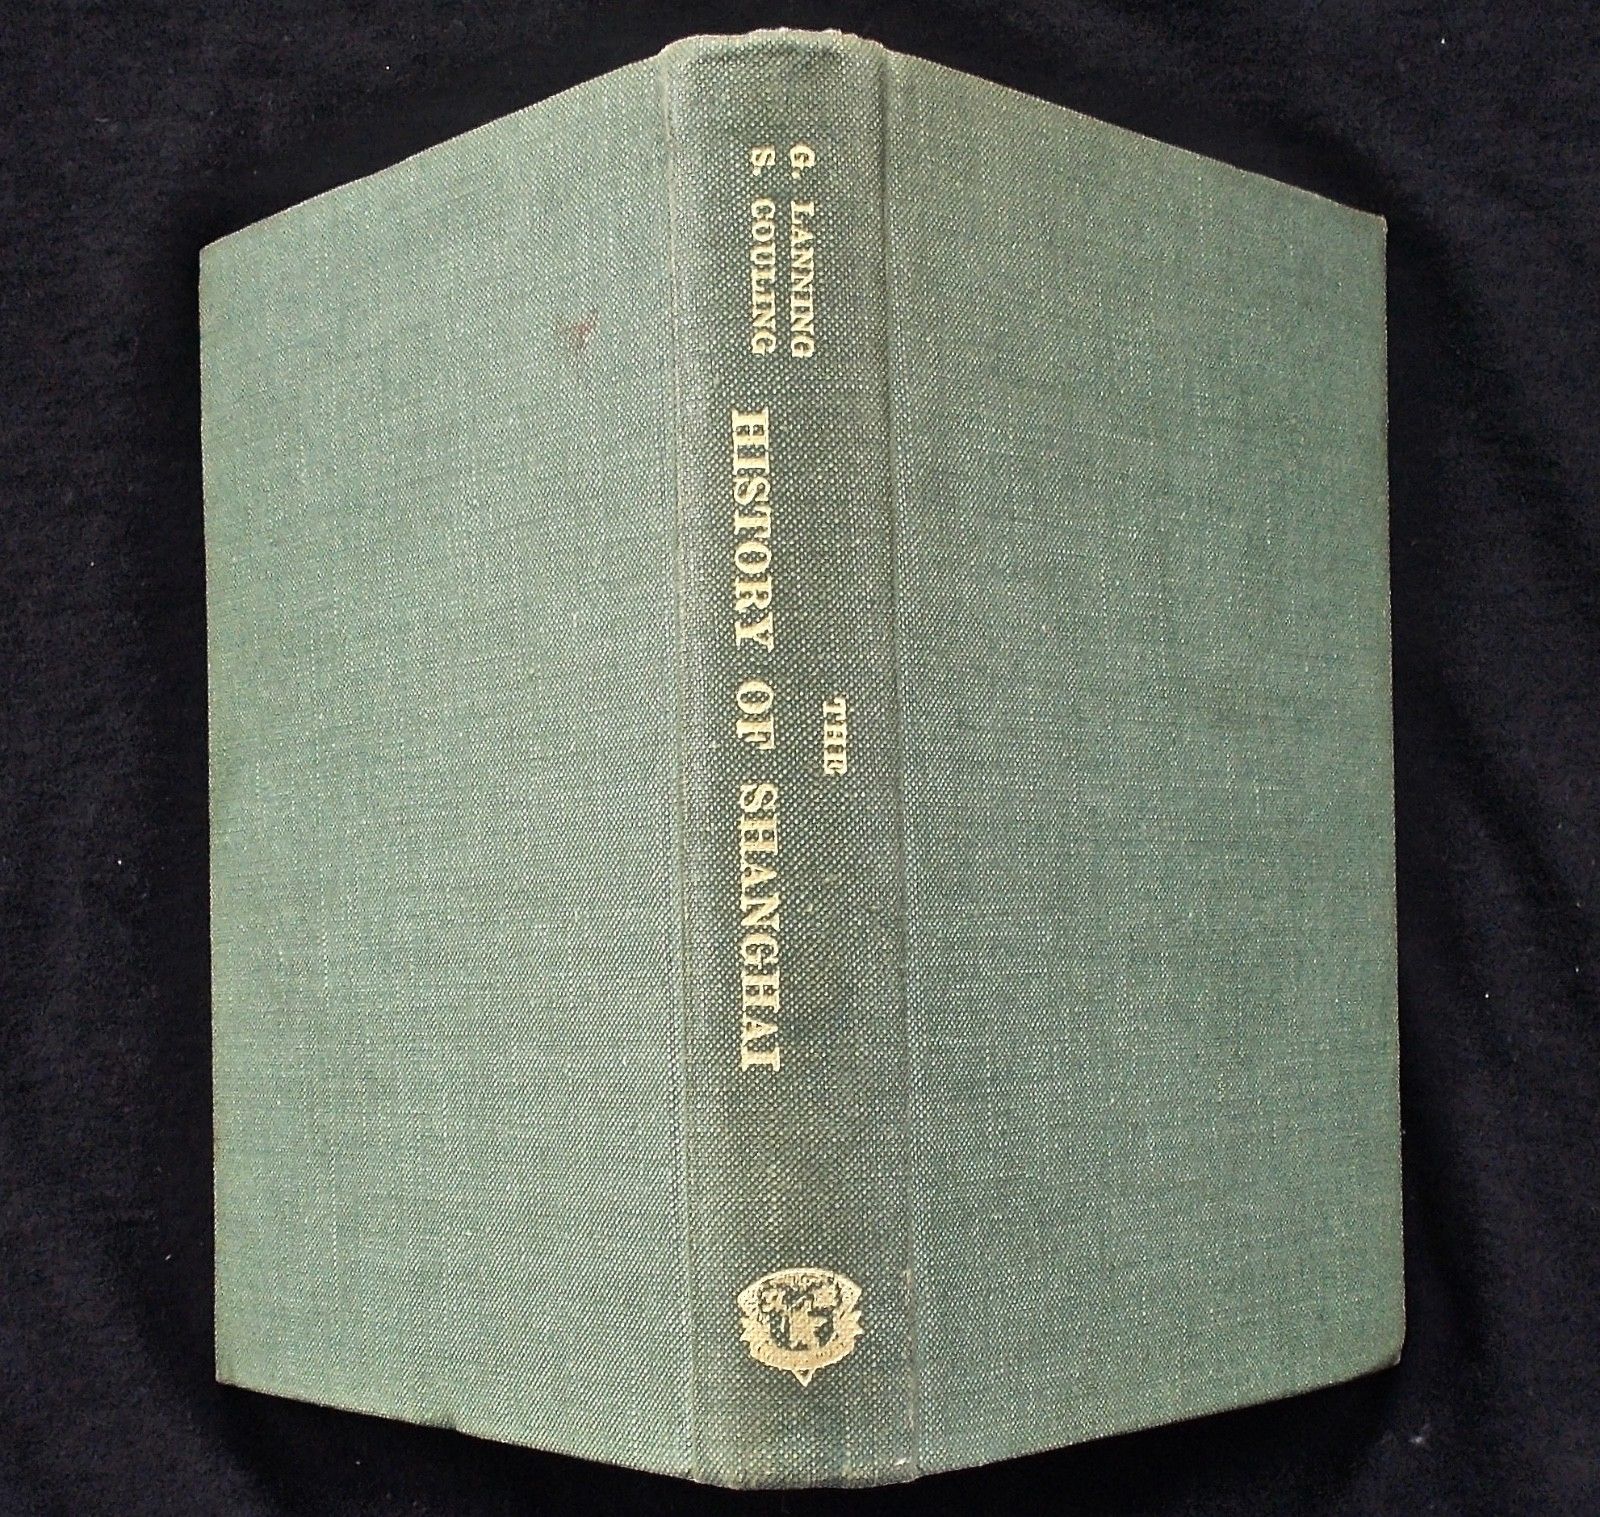 G. LANNING
S. COULING
THE
HISTORY OF SHANGHAI